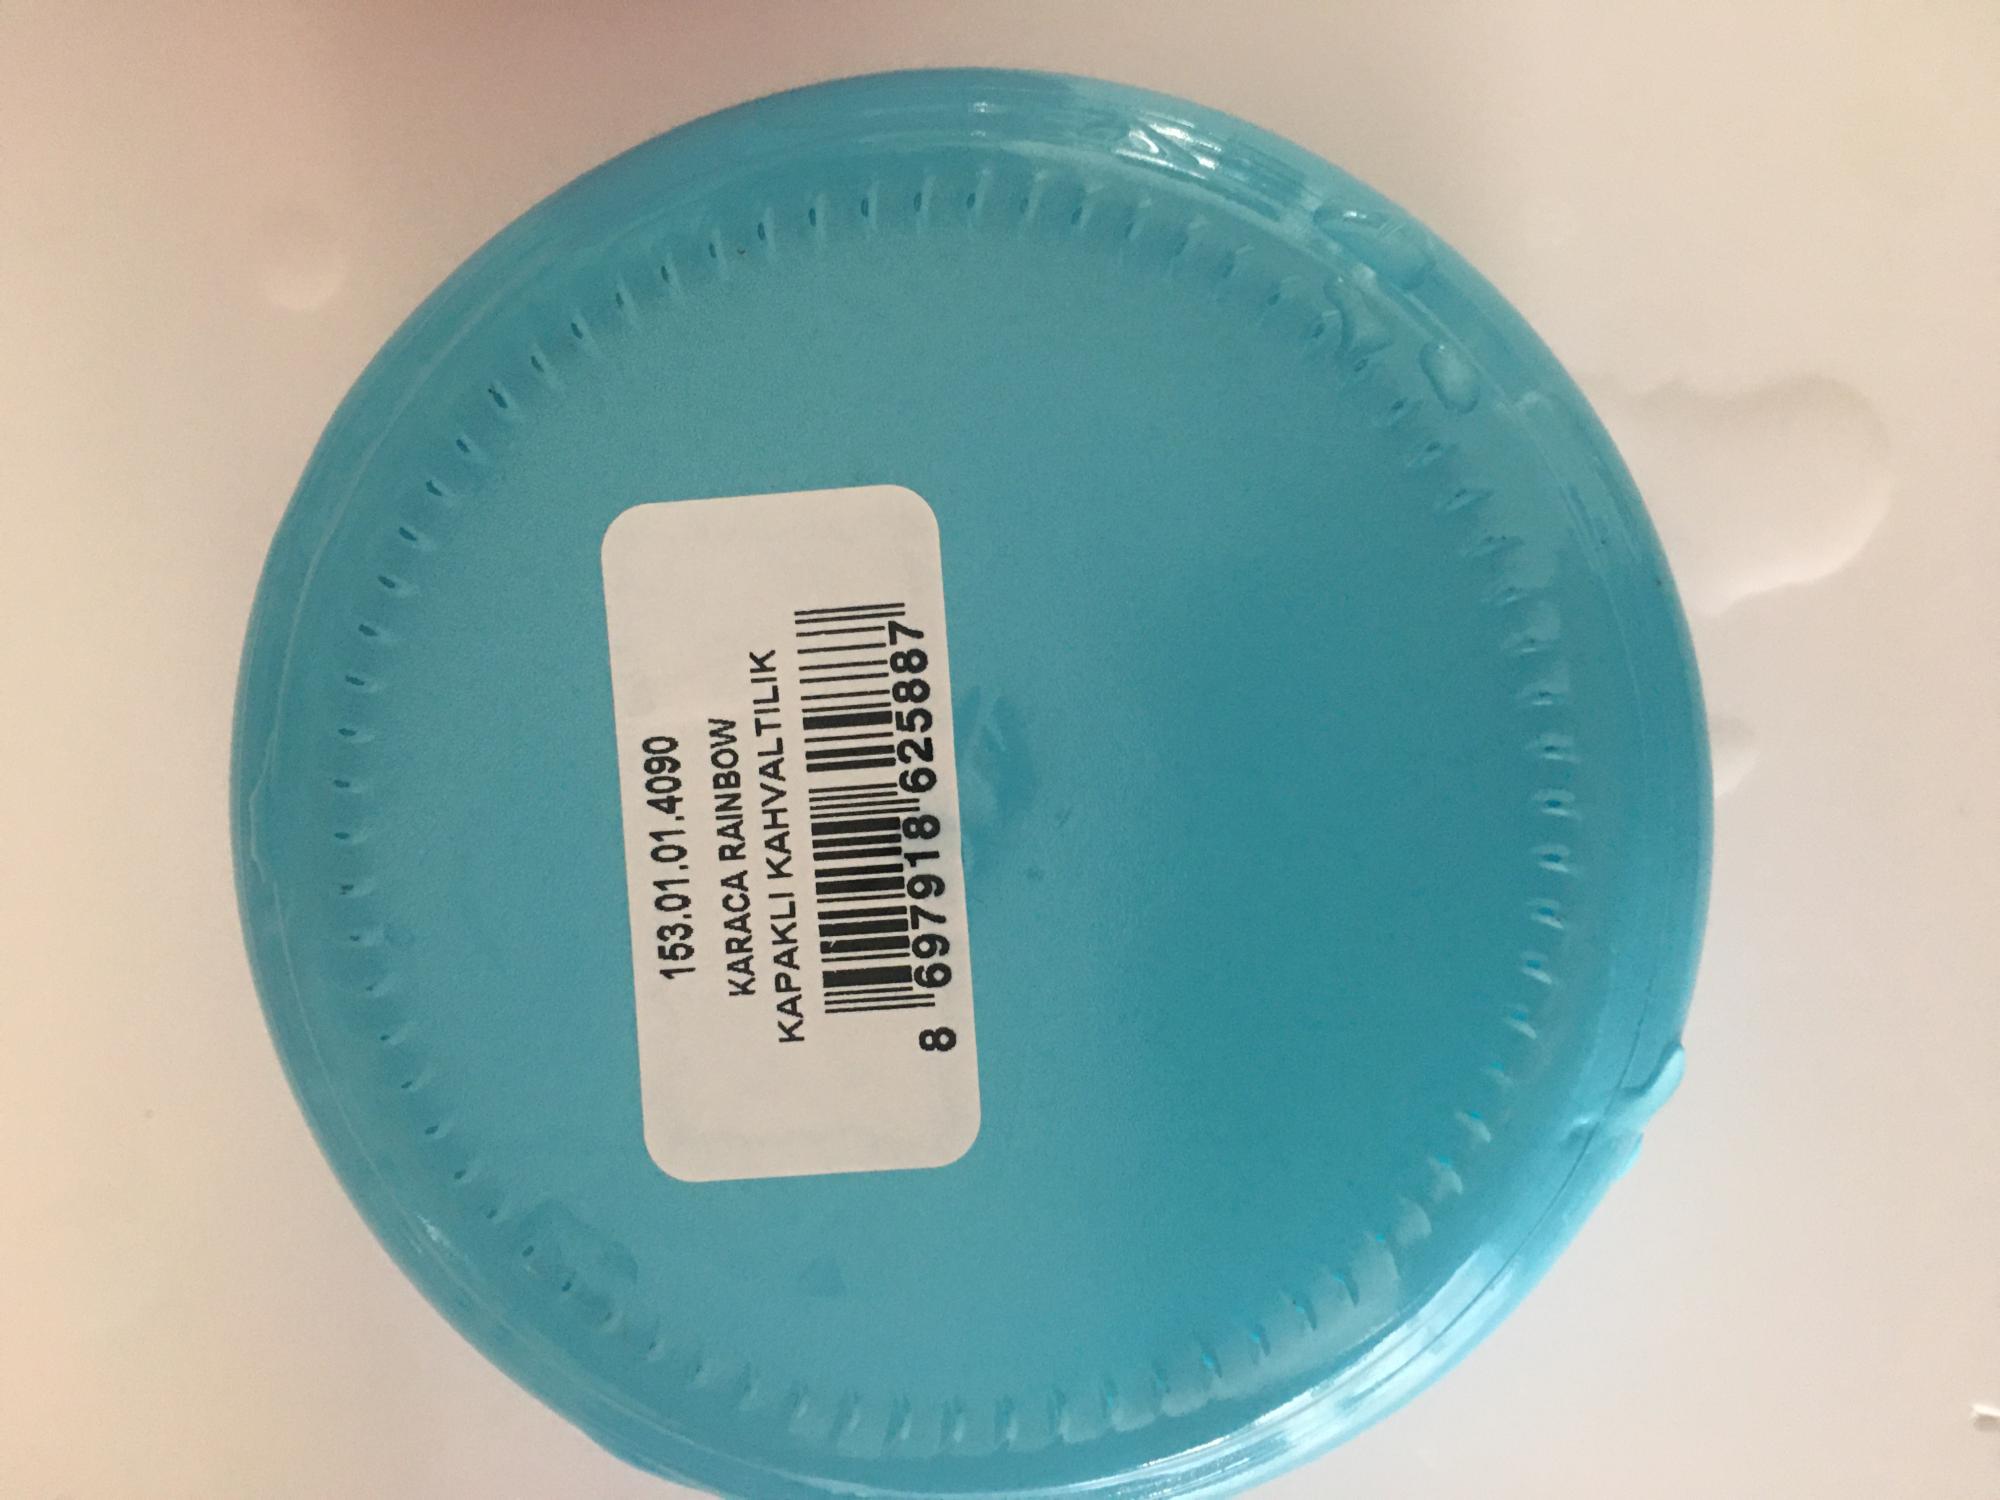 153.01.01.4090
KARACA RAINBOW
KAPAKLI KAHVALTILIK
8 697918 625887